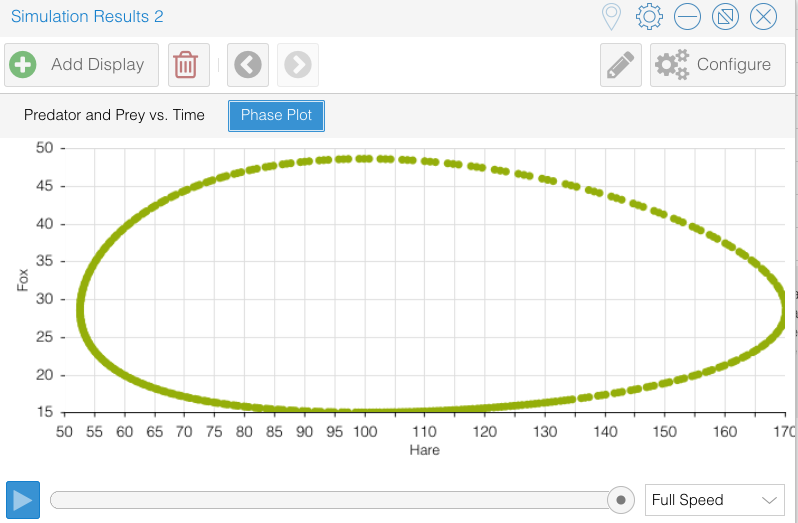 Simulation Results 2
Add Display
Configure
Predator and Prey vs. Time
Phase Plot
50
45
40
35
30
25
20
15
Fox
50 55 60 65 70 75 80 85 90 95 100 110 120 130 140 150 160 170
Hare
Full Speed